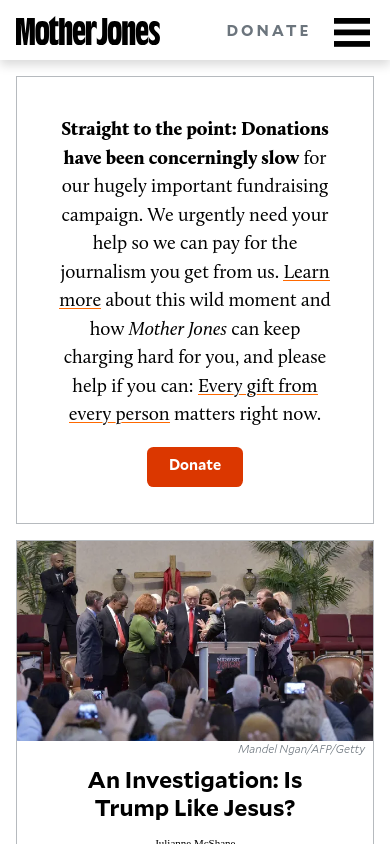 Mother Jones
DONATE
Straight to the point: Donations
have been concerningly slow for
our hugely important fundraising
campaign. We urgently need your
help so we can pay for the
journalism you get from us. Learn
more about this wild moment and
how Mother Jones can keep
charging hard for you, and please
help if you can: Every gift from
every person matters right now.
Donate
MIDWEST
Mandel Ngan/AFP/Getty
An Investigation: Is
Trump Like Jesus?
Julianne McShane